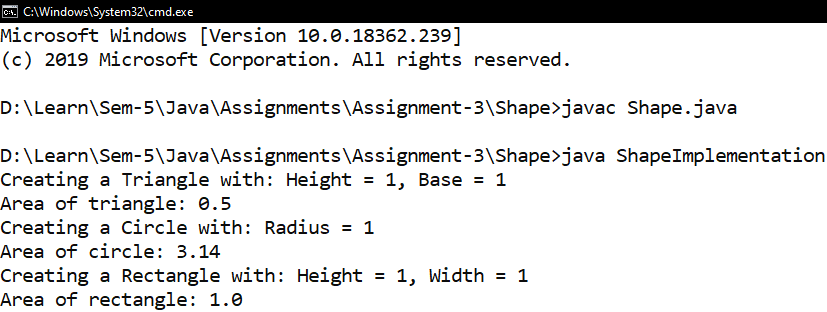 C:\Windows\System32\cmd.exe
Microsoft Windows [Version 10.0.18362.239]
(c) 2019 Microsoft Corporation. All rights reserved.
D:\Learn\Sem-5\Java\Assignments\Assignment-3\Shape>javac Shape.java
D:\Learn\Sem-5\Java\Assignments\Assignment-3\Shape>java ShapeImplementation
Creating a Triangle with: Height = 1, Base = 1
Area of triangle: 0.5
Creating a Circle with: Radius = 1
Area of circle: 3.14
Creating a Rectangle with: Height = 1, Width = 1
Area of rectangle: 1.0